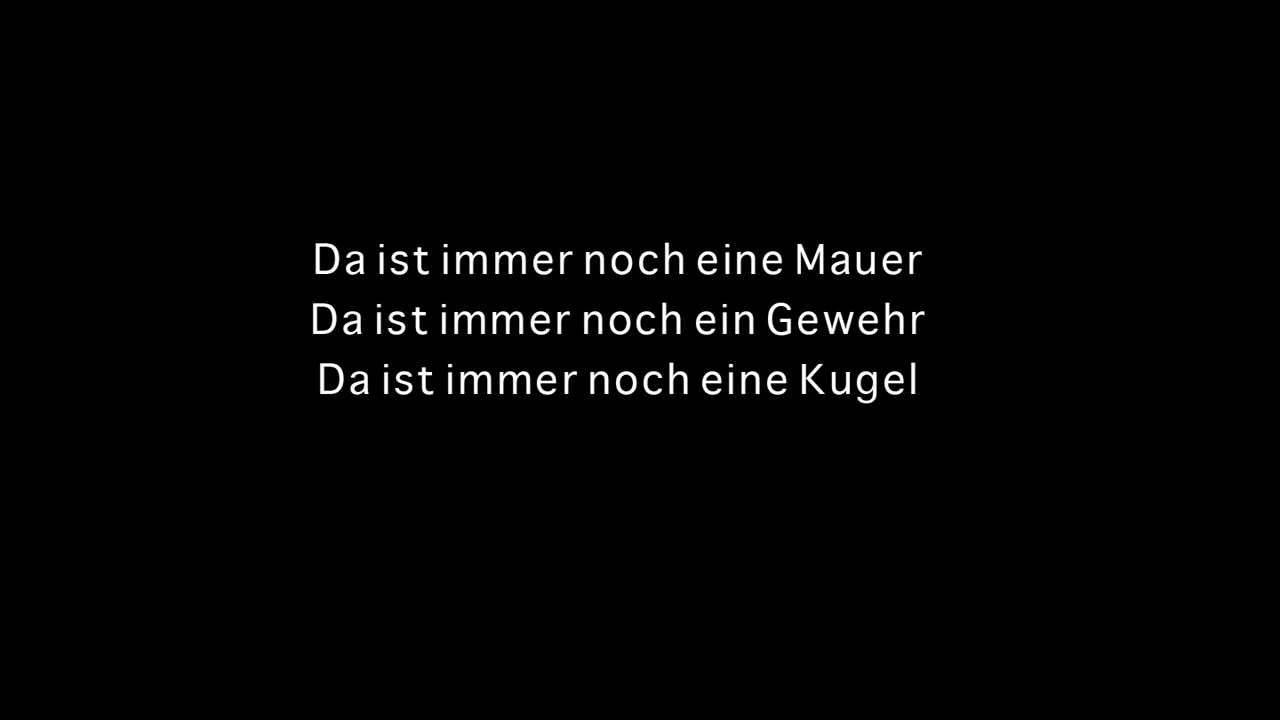 Da ist immer noch eine Mauer
Da ist immer noch ein Gewehr
Da ist immer noch eine Kugel